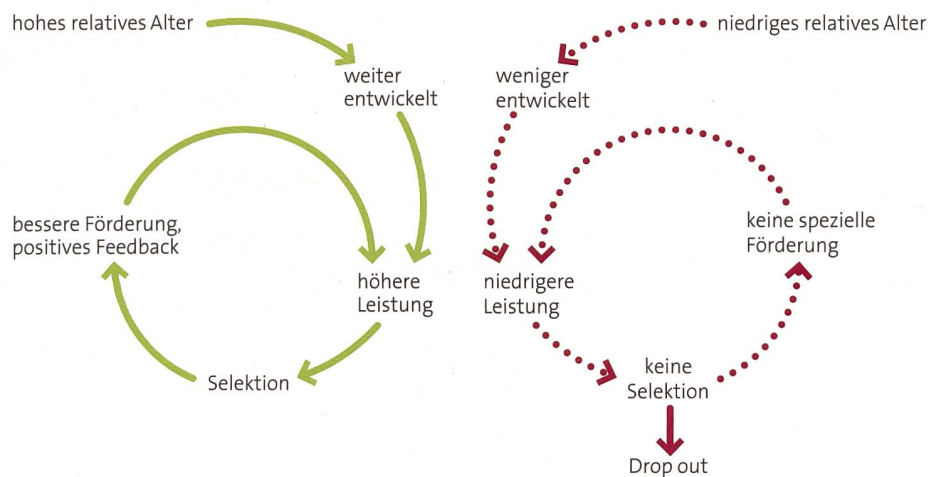 hohes relatives Alter
weiter
entwickelt
bessere Förderung,
positives Feedback
höhere
Leistung
Selektion
niedriges relatives Alter
weniger
entwickelt
niedrigere
Leistung
keine spezielle
Förderung
keine
Selektion
Drop out